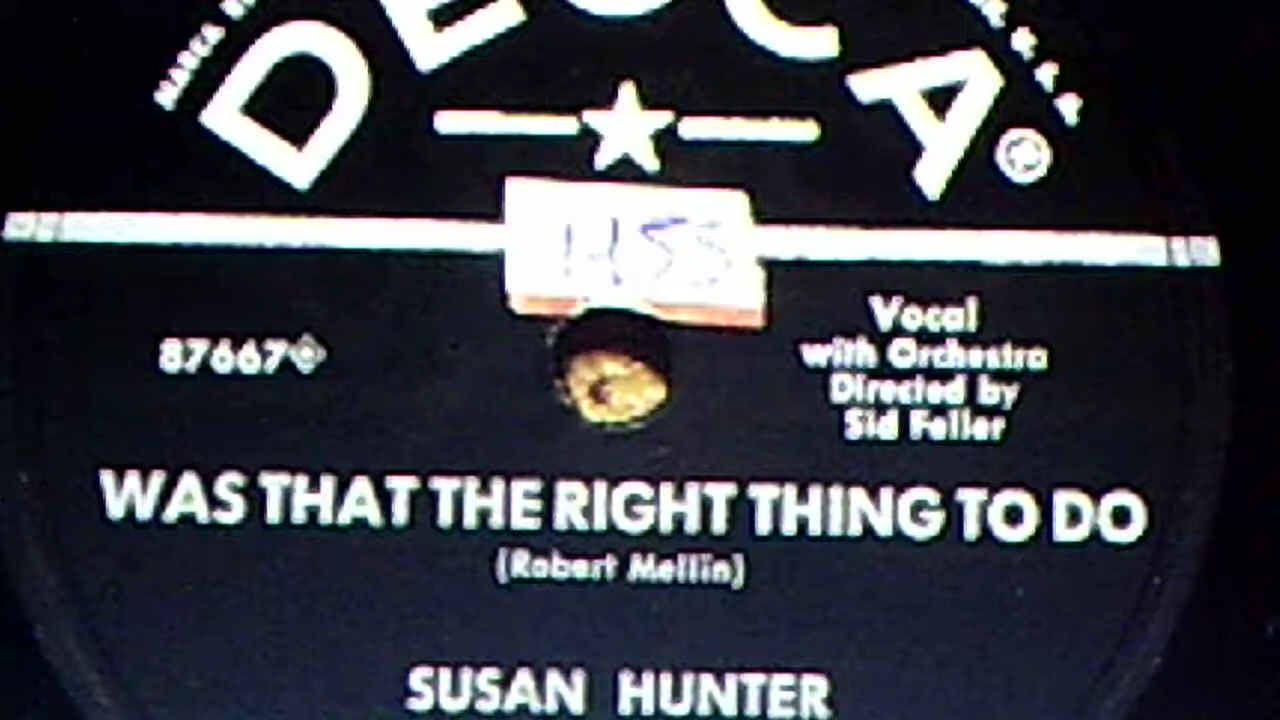 DECCA
®
1455
87667
Vocal
with Orchestra
Directed by
Sid Feller
WAS THAT THE RIGHT THING TO DO
(Robert Mellin)
SUSAN HUNTER